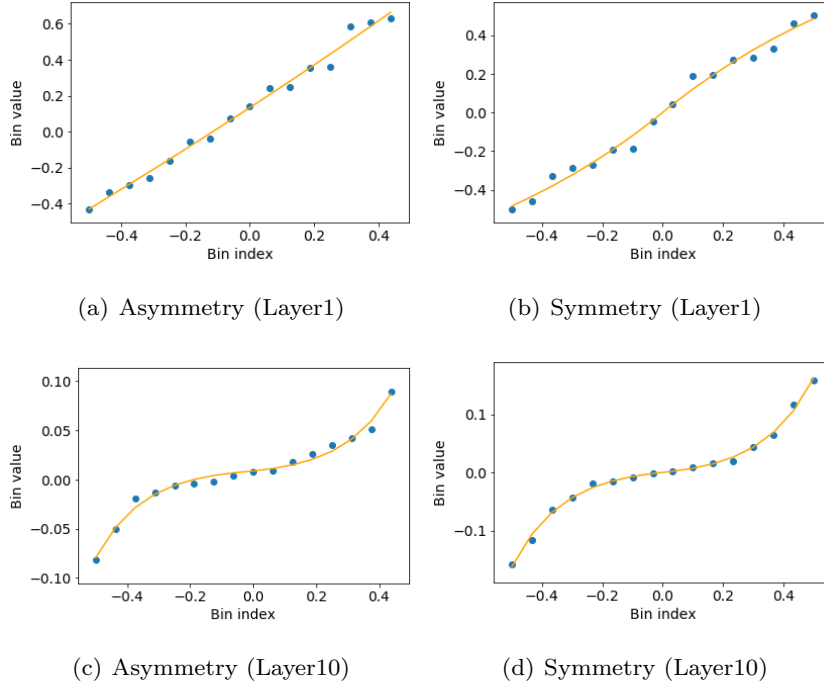 0.6
0.4
0.2
0.0
−0.2
−0.4
Bin value
−0.4 −0.2 0.0 0.2 0.4
Bin index
(a) Asymmetry (Layer1)
0.4
0.2
0.0
−0.2
−0.4
Bin value
−0.4 −0.2 0.0 0.2 0.4
Bin index
(b) Symmetry (Layer1)
0.10
0.05
0.00
−0.05
−0.10
Bin value
−0.4 −0.2 0.0 0.2 0.4
Bin index
(c) Asymmetry (Layer10)
0.1
0.0
−0.1
Bin value
−0.4 −0.2 0.0 0.2 0.4
Bin index
(d) Symmetry (Layer10)